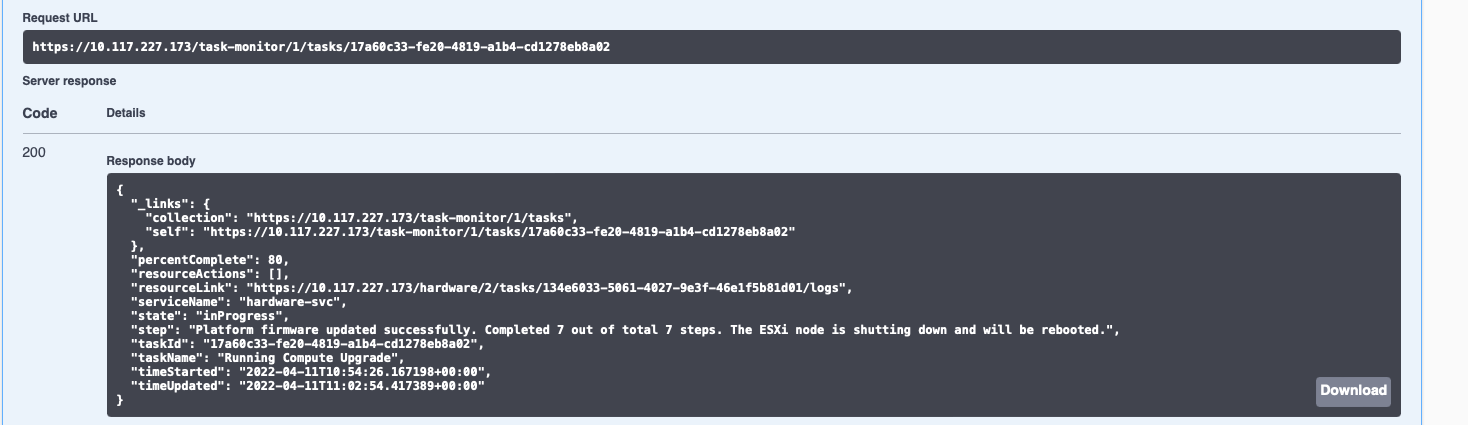 Request URL
https://10.117.227.173/task-monitor/1/tasks/17a60c33-fe20-4819-a1b4-cd1278eb8a02
Server response
Code Details
200
Response body
{
"_links": {
"collection": "https://10.117.227.173/task-monitor/1/tasks",
"self": "https://10.117.227.173/task-monitor/1/tasks/17a60c33-fe20-4819-a1b4-cd1278eb8a02"
},
"percentComplete": 80,
"resourceActions": [],
"resourceLink": "https://10.117.227.173/hardware/2/tasks/134e6033-5061-4027-9e3f-46e1f5b81d01/logs",
"serviceName": "hardware-svc",
"state": "inProgress",
"step": "Platform firmware updated successfully. Completed 7 out of total 7 steps. The ESXi node is shutting down and will be rebooted.",
"taskId": "17a60c33-fe20-4819-a1b4-cd1278eb8a02",
"taskName": "Running Compute Upgrade",
"timeStarted": "2022-04-11T10:54:26.167198+00:00",
"timeUpdated": "2022-04-11T11:02:54.417389+00:00"
}
Download